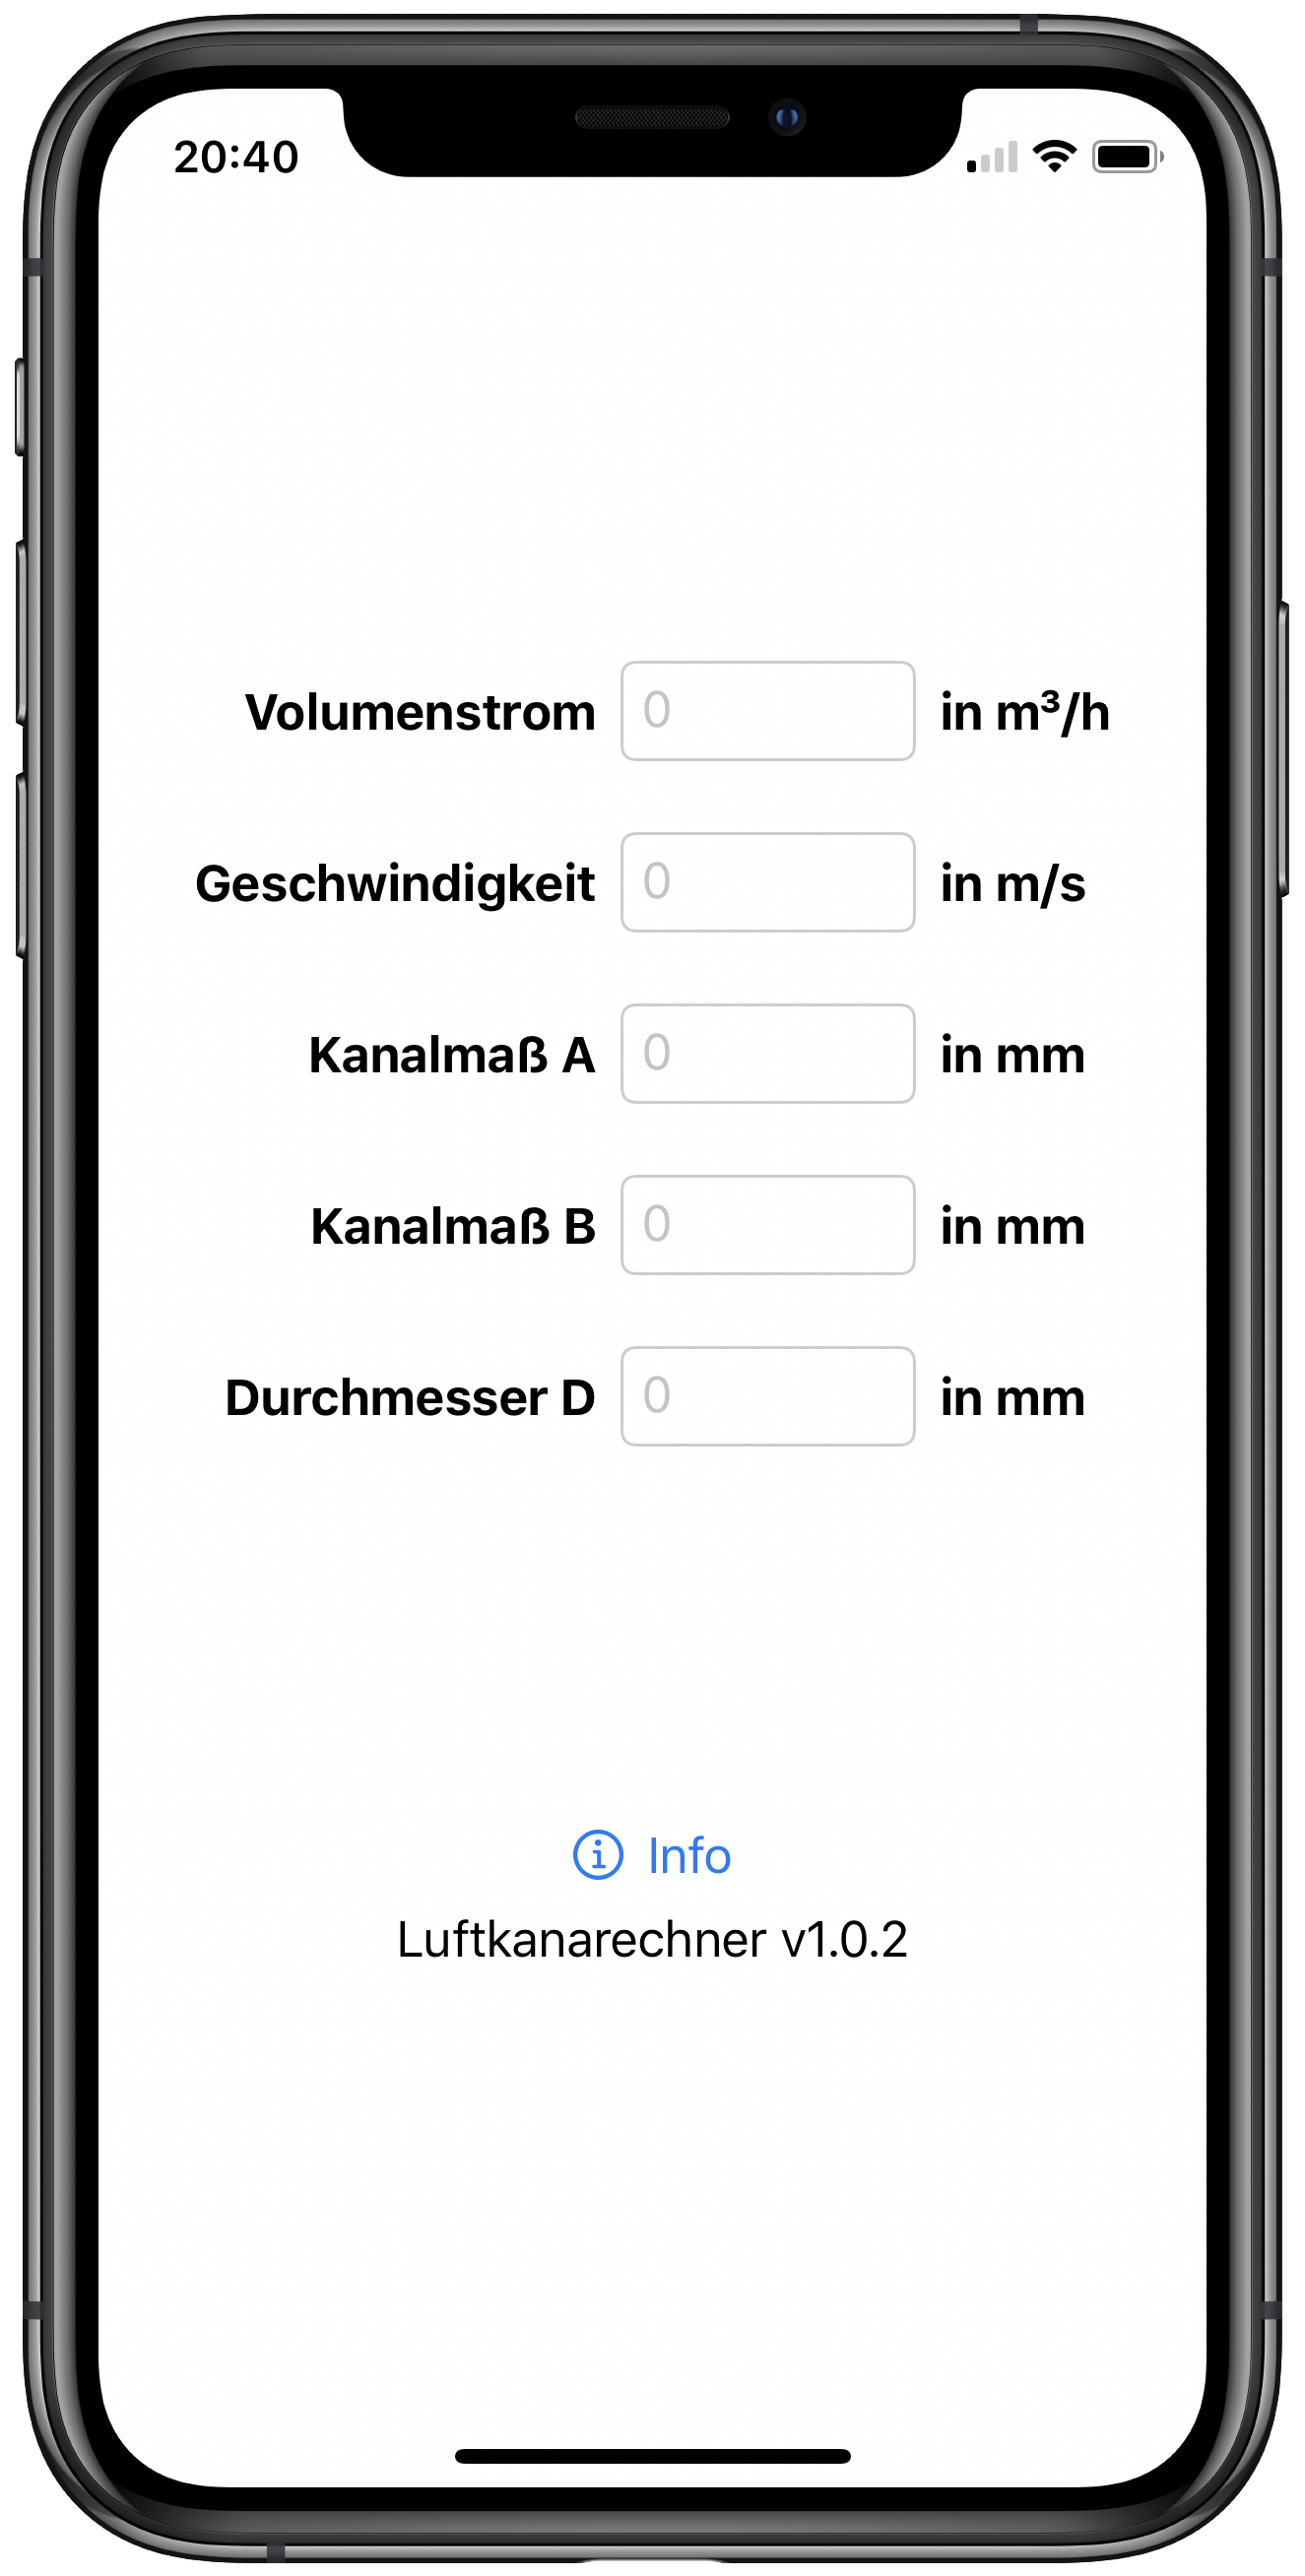 20:40
Volumenstrom 0 in m³/h
Geschwindigkeit 0 in m/s
Kanalmaß A 0 in mm
Kanalmaß B 0 in mm
Durchmesser D 0 in mm
Info
Luftkanarechner v1.0.2